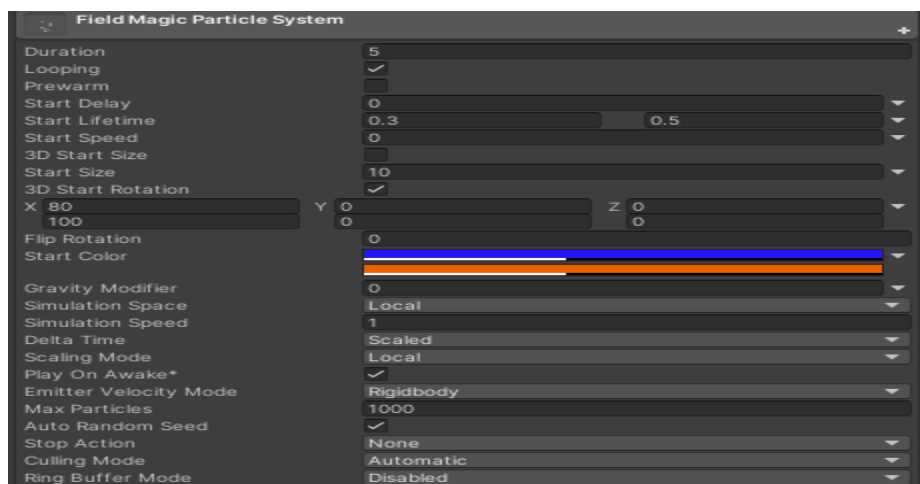 Field Magic Particle System
Duration 5
Looping
Prewarm
Start Delay 0
Start Lifetime 0.3 0.5
Start Speed 0
3D Start Size
Start Size 10
3D Start Rotation
X 80 Y 0 Z 0
100 0 0
Flip Rotation 0
Start Color
Gravity Modifier 0
Simulation Space Local
Simulation Speed 1
Delta Time Scaled
Scaling Mode Local
Play On Awake*
Emitter Velocity Mode Rigidbody
Max Particles 1000
Auto Random Seed
Stop Action None
Culling Mode Automatic
Ring Buffer Mode Disabled